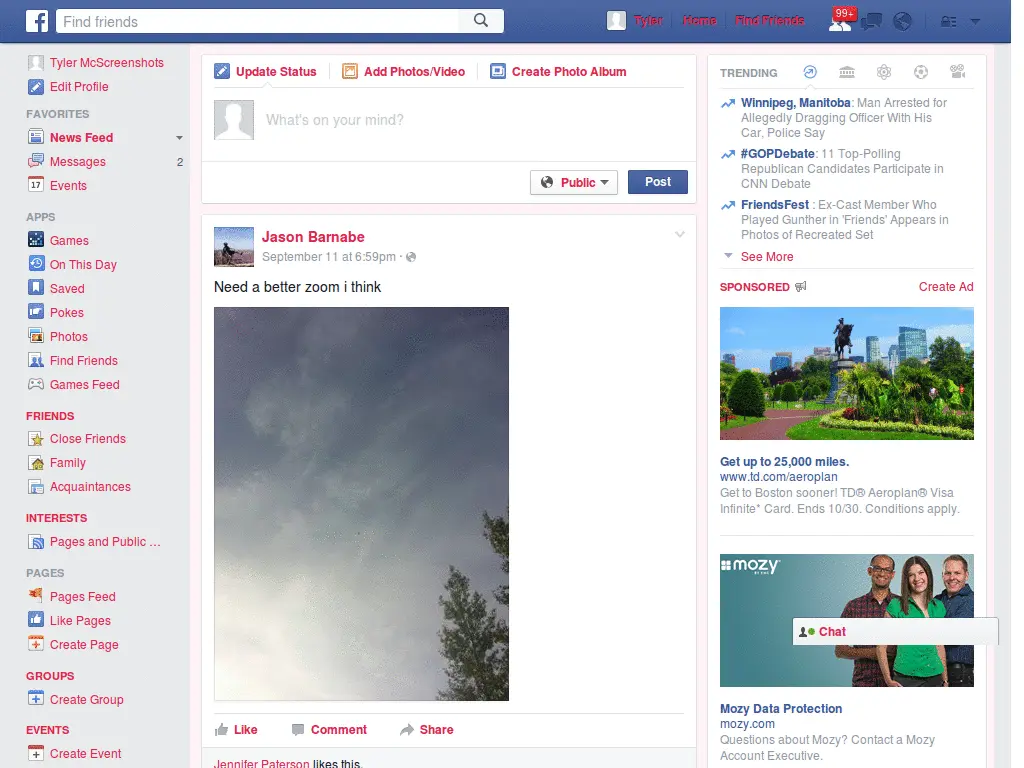 f Find friends
Tyler Home Find Friends 99+
Tyler McScreenshots
Edit Profile
FAVORITES
News Feed
Messages 2
17 Events
APPS
Games
On This Day
Saved
Pokes
Photos
Find Friends
Games Feed
FRIENDS
Close Friends
Family
Acquaintances
INTERESTS
Pages and Public ...
PAGES
Pages Feed
Like Pages
Create Page
GROUPS
Create Group
EVENTS
Create Event
Update Status Add Photos/Video Create Photo Album
What's on your mind?
Public Post
Jason Barnabe
September 11 at 6:59pm ·
Need a better zoom i think
Like Comment Share
Jennifer Paterson likes this.
TRENDING
Winnipeg, Manitoba: Man Arrested for
Allegedly Dragging Officer With His
Car, Police Say
#GOPDebate: 11 Top-Polling
Republican Candidates Participate in
CNN Debate
FriendsFest : Ex-Cast Member Who
Played Gunther in 'Friends' Appears in
Photos of Recreated Set
See More
SPONSORED Create Ad
Get up to 25,000 miles.
www.td.com/aeroplan
Get to Boston sooner! TD® Aeroplan® Visa
Infinite* Card. Ends 10/30. Conditions apply.
mozy
Chat
Mozy Data Protection
mozy.com
Questions about Mozy? Contact a Mozy
Account Executive.